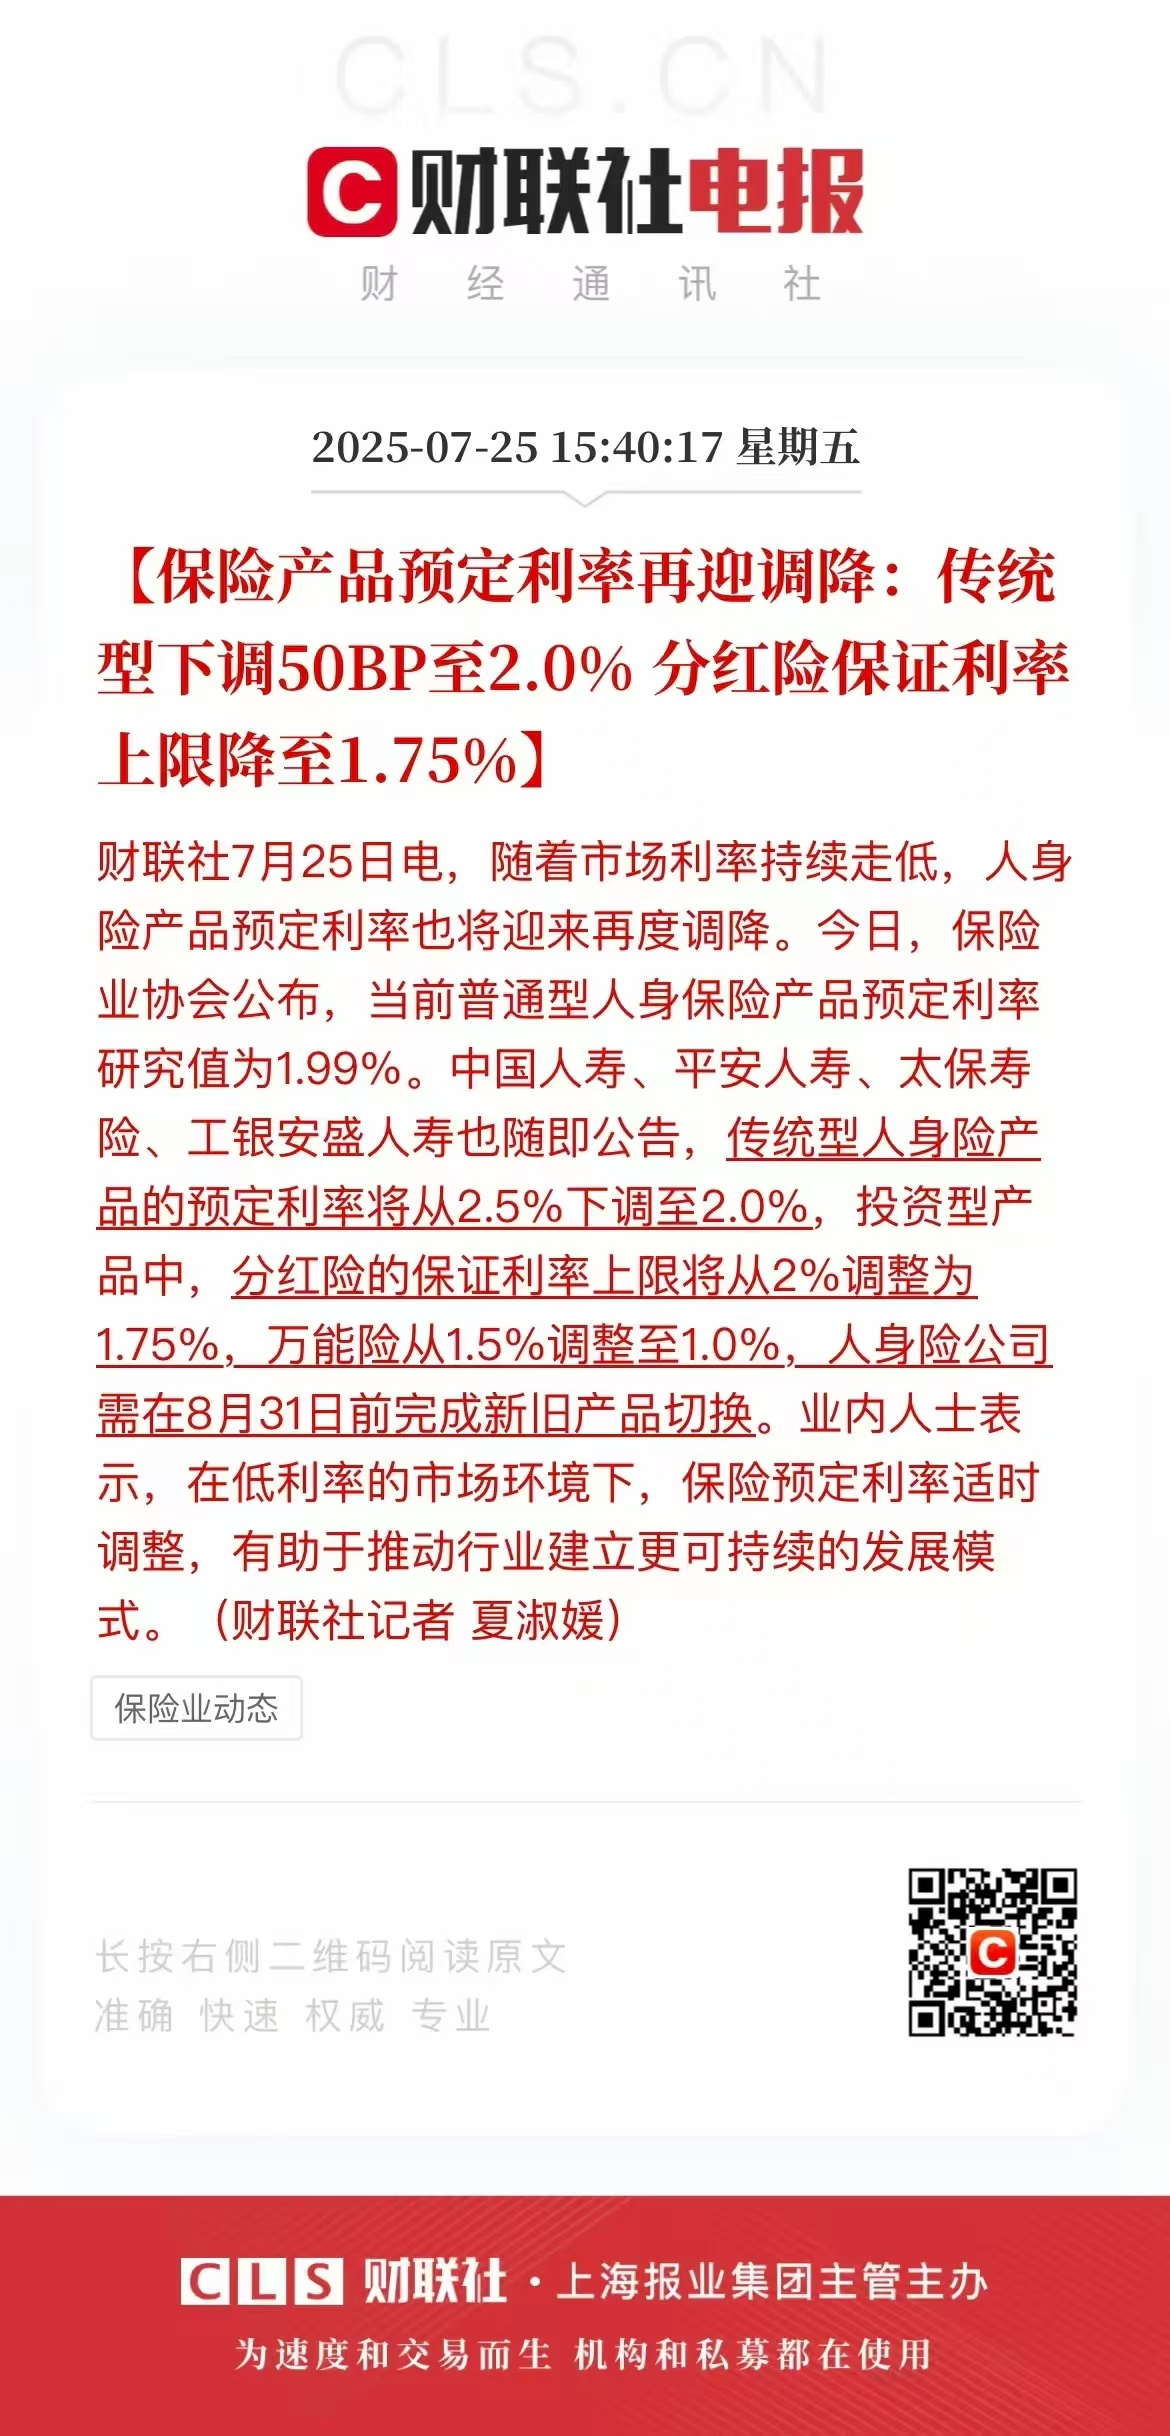 CLS.CN
C 财联社电报
财经通讯社
2025-07-25 15:40:17 星期五
【保险产品预定利率再迎调降：传统
型下调50BP至2.0% 分红险保证利率
上限降至1.75%】
财联社7月25日电，随着市场利率持续走低，人身
险产品预定利率也将迎来再度调降。今日，保险
业协会公布，当前普通型人身保险产品预定利率
研究值为1.99%。中国人寿、平安人寿、太保寿
险、工银安盛人寿也随即公告，传统型人身险产
品的预定利率将从2.5%下调至2.0%，投资型产
品中，分红险的保证利率上限将从2%调整为
1.75%，万能险从1.5%调整至1.0%，人身险公司
需在8月31日前完成新旧产品切换。业内人士表
示，在低利率的市场环境下，保险预定利率适时
调整，有助于推动行业建立更可持续的发展模
式。（财联社记者 夏淑媛）
保险业动态
长按右侧二维码阅读原文
准确 快速 权威 专业
C
CLS 财联社·上海报业集团主管主办
为速度和交易而生 机构和私募都在使用